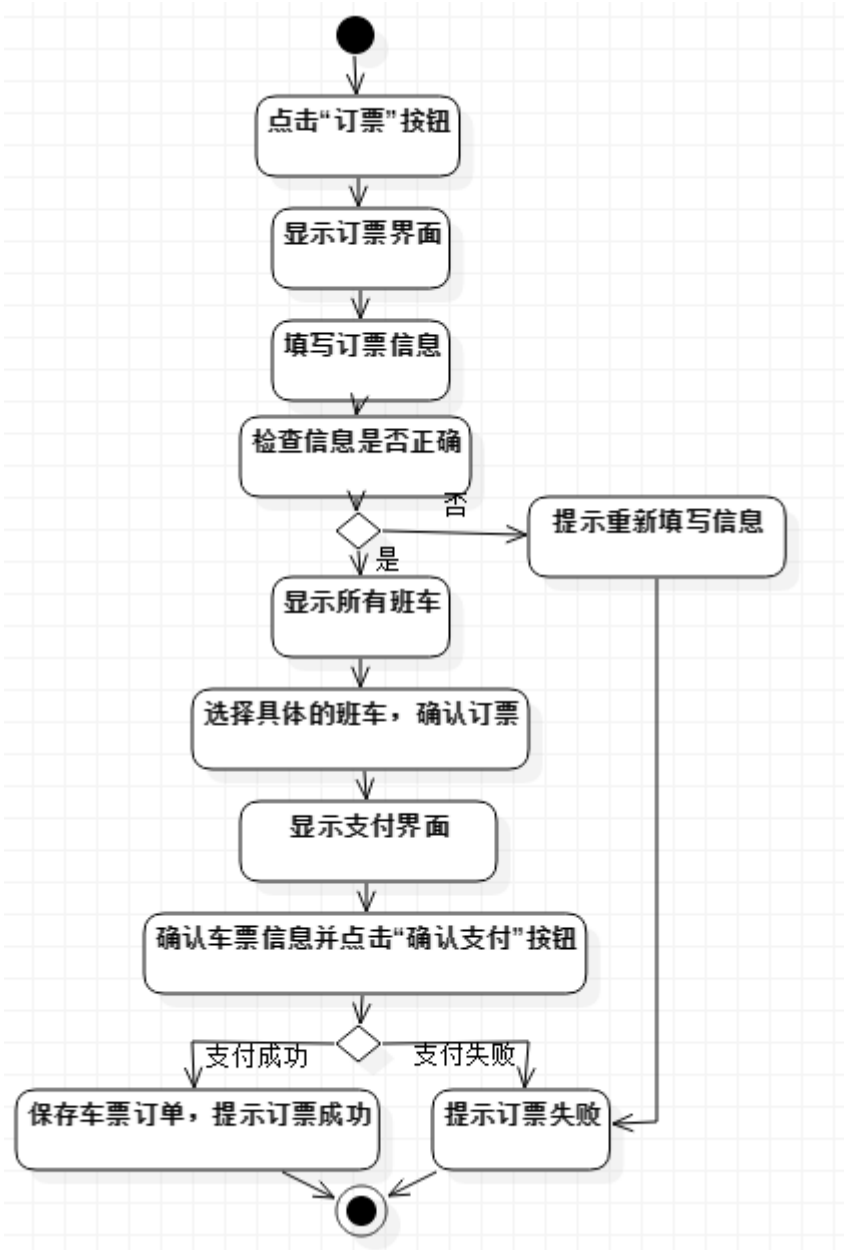 点击“订票”按钮
显示订票界面
填写订票信息
检查信息是否正确
否
提示重新填写信息
是
显示所有班车
选择具体的班车，确认订票
显示支付界面
确认车票信息并点击“确认支付”按钮
支付成功
支付失败
保存车票订单，提示订票成功
提示订票失败